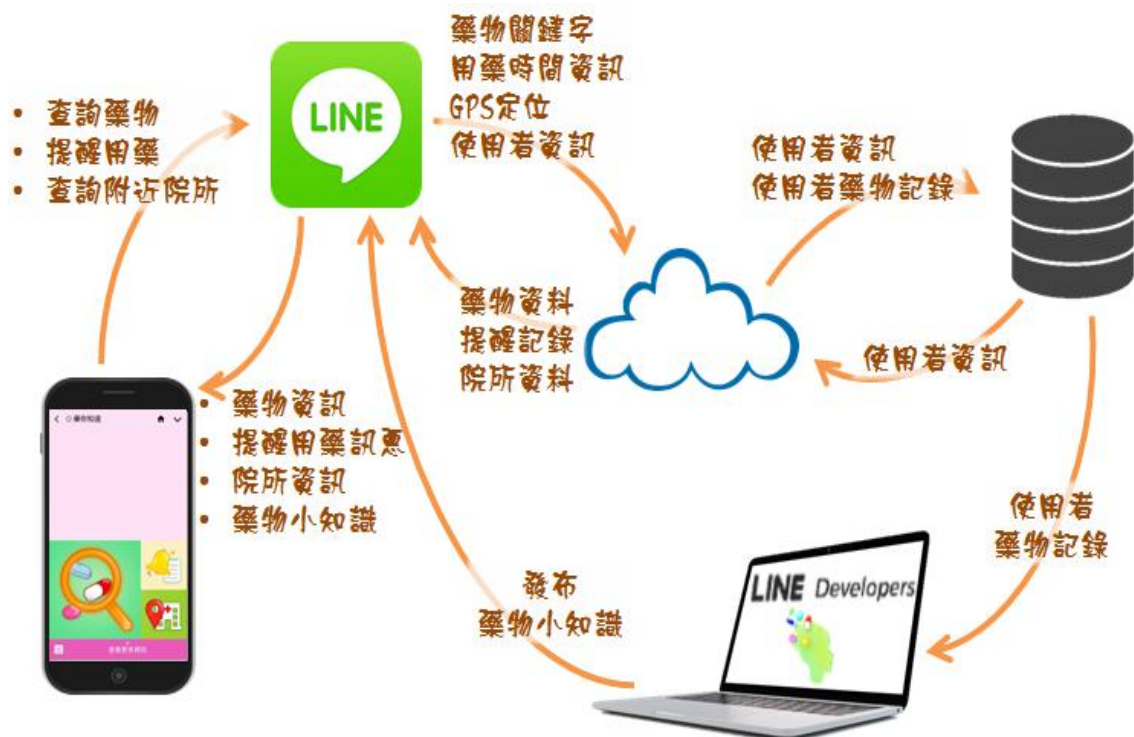 藥物關鍵字
用藥時間資訊
GPS定位
使用者資訊
LINE
• 查詢藥物
• 提醒用藥
• 查詢附近院所
使用者資訊
使用者藥物記錄
藥物資料
提醒記錄
院所資料
使用者資訊
• 藥物資訊
• 提醒用藥訊息
• 院所資訊
• 藥物小知識
使用者
藥物記錄
發布
藥物小知識
LINE Developers